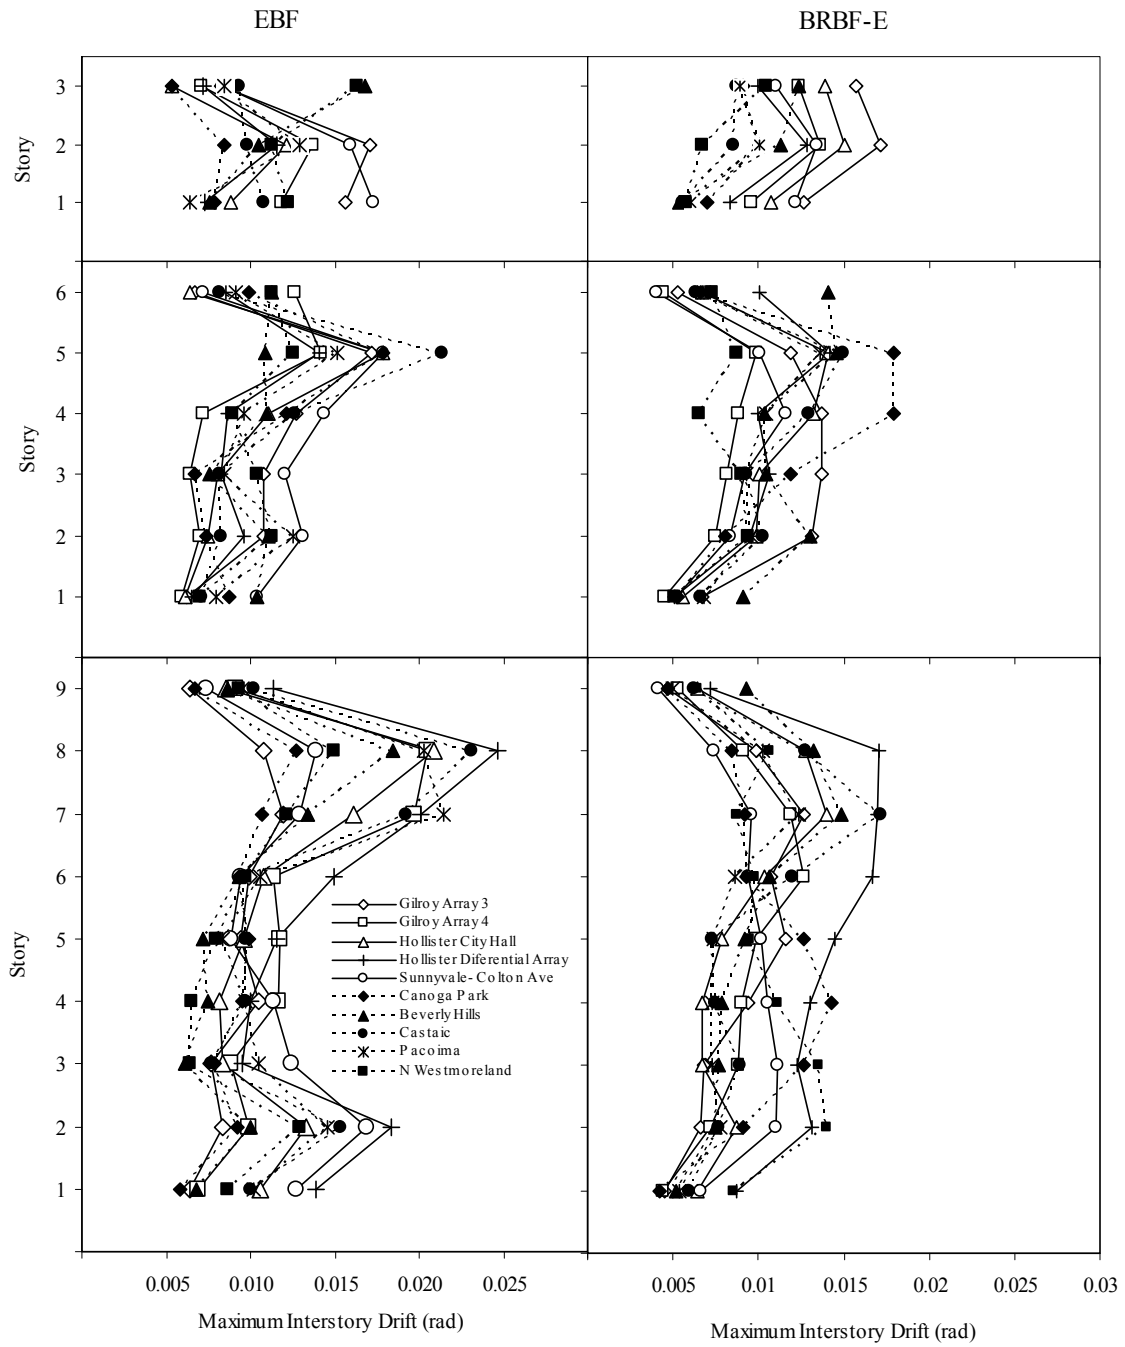 EBF
BRBF-E
Story
3
2
1
Story
6
5
4
3
2
1
Story
9
8
7
6
5
4
3
2
1
Gilroy Array 3
Gilroy Array 4
Hollister City Hall
Hollister Diferential Array
Sunnyvale- Colton Ave
Canoga Park
Beverly Hills
Castaic
Pacoima
N Westmoreland
0.005 0.010 0.015 0.020 0.025
0.005 0.01 0.015 0.02 0.025 0.03
Maximum Interstory Drift (rad)
Maximum Interstory Drift (rad)